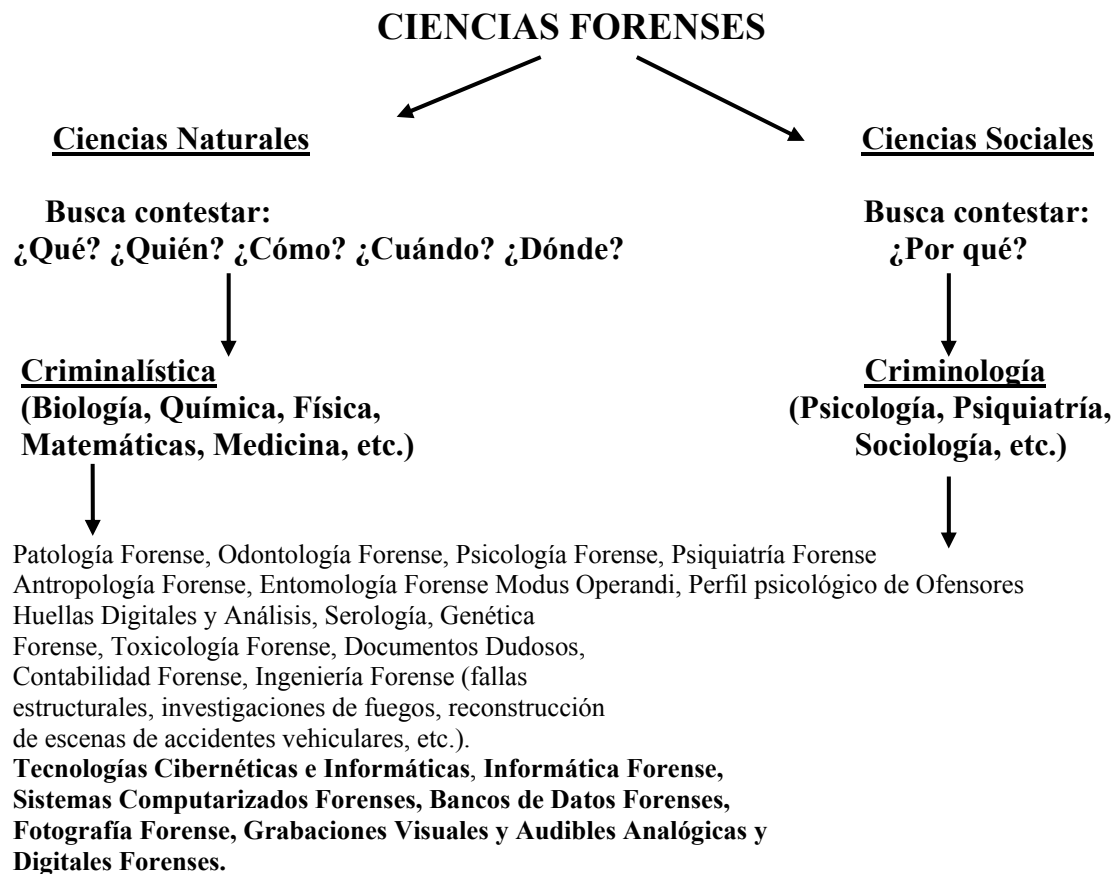 CIENCIAS FORENSES
Ciencias Naturales
Ciencias Sociales
Busca contestar:
¿Qué? ¿Quién? ¿Cómo? ¿Cuándo? ¿Dónde?
Busca contestar:
¿Por qué?
Criminalística
(Biología, Química, Física,
Matemáticas, Medicina, etc.)
Criminología
(Psicología, Psiquiatría,
Sociología, etc.)
Patología Forense, Odontología Forense, Psicología Forense, Psiquiatría Forense
Antropología Forense, Entomología Forense Modus Operandi, Perfil psicológico de Ofensores
Huellas Digitales y Análisis, Serología, Genética
Forense, Toxicología Forense, Documentos Dudosos,
Contabilidad Forense, Ingeniería Forense (fallas
estructurales, investigaciones de fuegos, reconstrucción
de escenas de accidentes vehiculares, etc.).
Tecnologías Cibernéticas e Informáticas, Informática Forense,
Sistemas Computarizados Forenses, Bancos de Datos Forenses,
Fotografía Forense, Grabaciones Visuales y Audibles Analógicas y
Digitales Forenses.